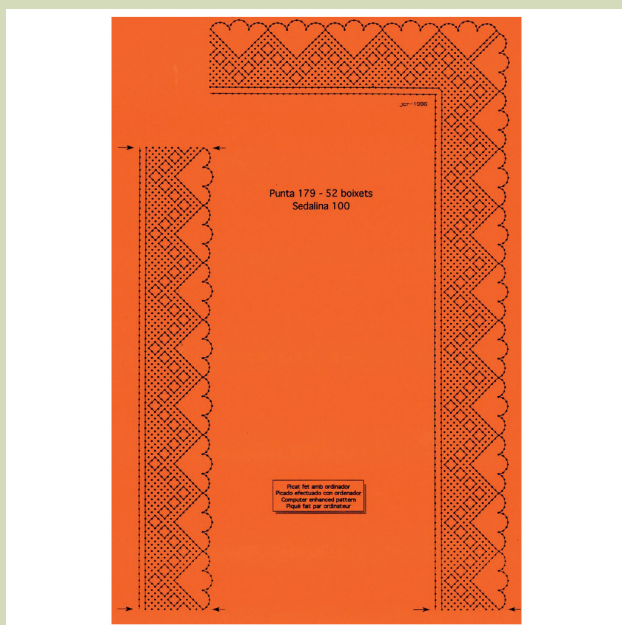 Punta 179 - 52 boixets
Sedalina 100
Picat fet amb ordinador
Picado efectuado con ordenador
Computer enhanced pattern
Piqué fait par ordinateur